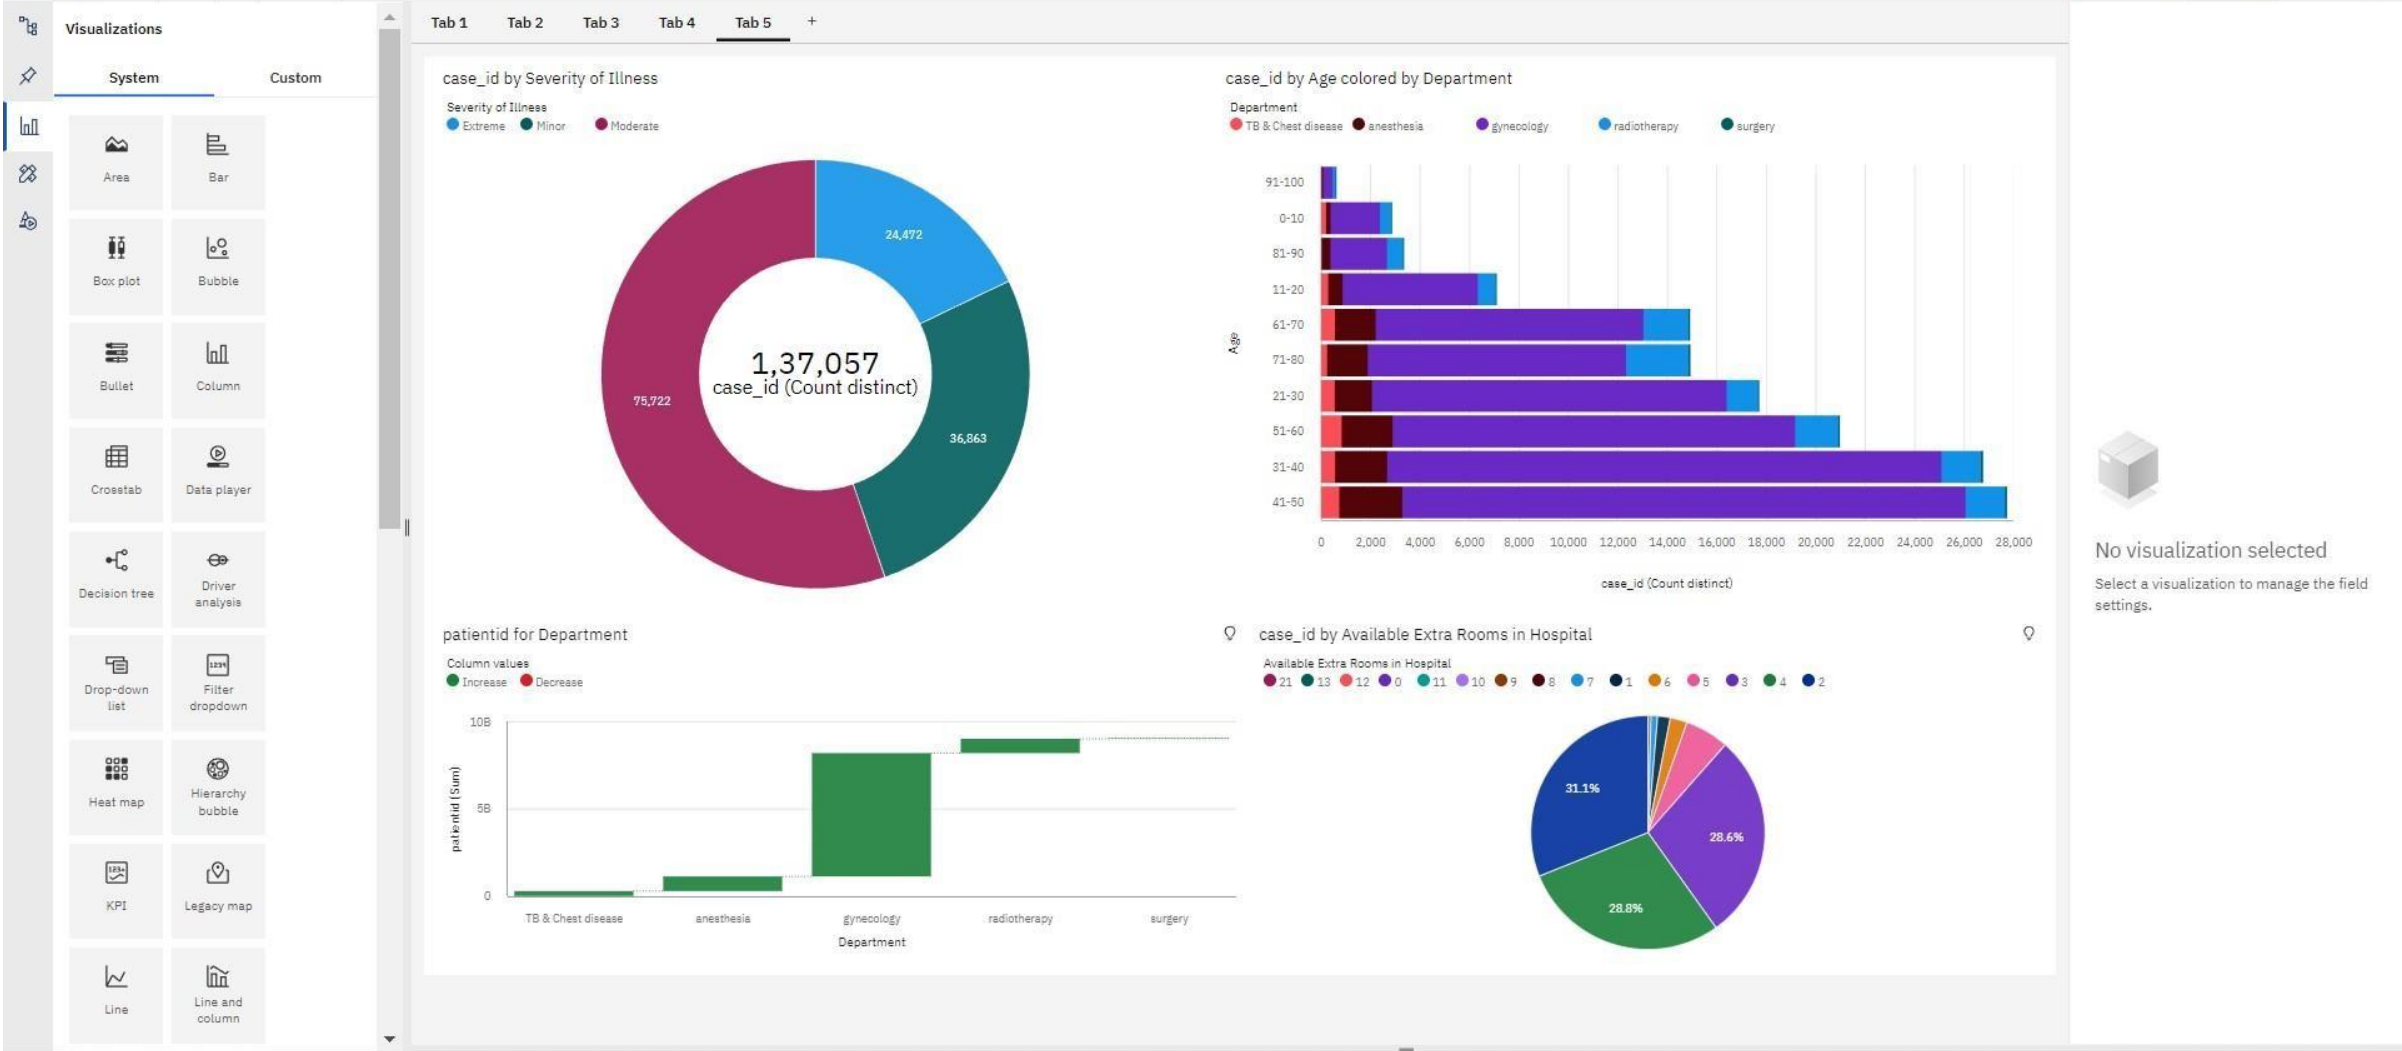 Visualizations
System Custom
Area Bar
Box plot Bubble
Bullet Column
Crosstab Data player
Decision tree Driver
analysis
Drop-down
list
Filter
dropdown
Heat map
Hierarchy
bubble
KPI Legacy map
Line
Line and
column
Tab 1 Tab 2 Tab 3 Tab 4 Tab 5 +
case_id by Severity of Illness
Severity of Illness
Extreme Minor Moderate
24,472
75,722
36,863
1,37,057
case_id (Count distinct)
case_id by Age colored by Department
Department
TB & Chest disease anesthesia gynecology radiotherapy surgery
Age
91-100
0-10
81-90
11-20
61-70
71-80
21-30
51-60
31-40
41-50
0 2,000 4,000 6,000 8,000 10,000 12,000 14,000 16,000 18,000 20,000 22,000 24,000 26,000 28,000
case_id (Count distinct)
patientid for Department
Column values
Increase Decrease
patientid (Sum)
10B
5B
0
TB & Chest disease anesthesia gynecology radiotherapy surgery
Department
case_id by Available Extra Rooms in Hospital
Available Extra Rooms in Hospital
21 13 12 0 11 10 9 8 7 1 6 5 3 4 2
31.1%
28.6%
28.8%
No visualization selected
Select a visualization to manage the field
settings.